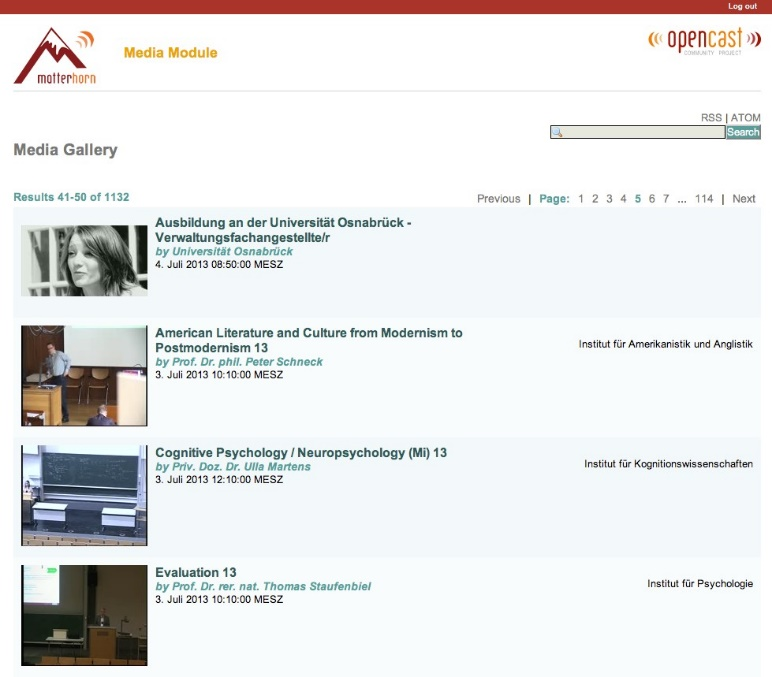 Log out
matterhorn
Media Module
opencast
COMMUNITY PROJECT
RSS | ATOM
Search
Media Gallery
Results 41-50 of 1132
Previous | Page: 1 2 3 4 5 6 7 ... 114 | Next
Ausbildung an der Universität Osnabrück -
Verwaltungsfachangestellte/r
by Universität Osnabrück
4. Juli 2013 08:50:00 MESZ
American Literature and Culture from Modernism to
Postmodernism 13
by Prof. Dr. phil. Peter Schneck
3. Juli 2013 10:10:00 MESZ
Institut für Amerikanistik und Anglistik
Cognitive Psychology / Neuropsychology (Mi) 13
by Priv. Doz. Dr. Ulla Martens
3. Juli 2013 12:10:00 MESZ
Institut für Kognitionswissenschaften
Evaluation 13
by Prof. Dr. rer. nat. Thomas Staufenbiel
3. Juli 2013 10:10:00 MESZ
Institut für Psychologie